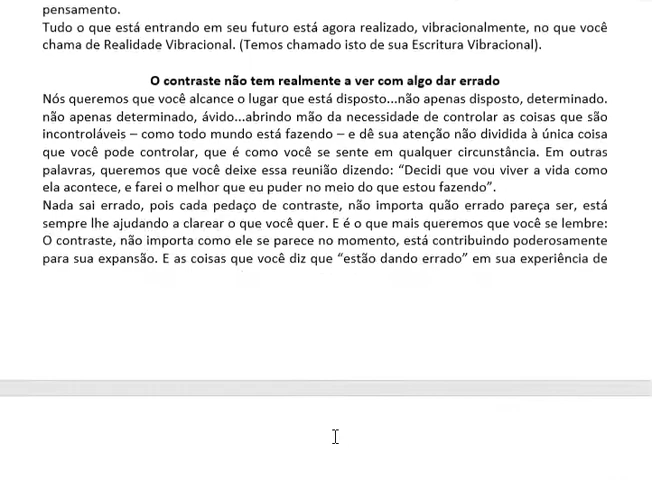 pensamento.
Tudo o que está entrando em seu futuro está agora realizado, vibracionalmente, no que você
chama de Realidade Vibracional. (Temos chamado isto de sua Escritura Vibracional).
O contraste não tem realmente a ver com algo dar errado
Nós queremos que você alcance o lugar que está disposto...não apenas disposto, determinado.
não apenas determinado, ávido...abrindo mão da necessidade de controlar as coisas que são
incontroláveis – como todo mundo está fazendo – e dê sua atenção não dividida à única coisa
que você pode controlar, que é como você se sente em qualquer circunstância. Em outras
palavras, queremos que você deixe essa reunião dizendo: “Decidi que vou viver a vida como
ela acontece, e farei o melhor que eu puder no meio do que estou fazendo”.
Nada sai errado, pois cada pedaço de contraste, não importa quão errado pareça ser, está
sempre lhe ajudando a clarear o que você quer. E é o que mais queremos que você se lembre:
O contraste, não importa como ele se parece no momento, está contribuindo poderosamente
para sua expansão. E as coisas que você diz que “estão dando errado” em sua experiência de